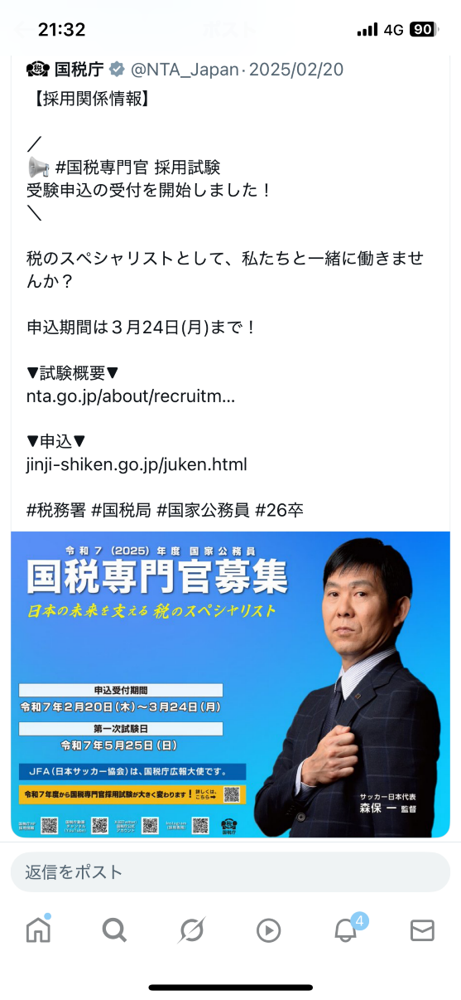 21:32
4G
90
国税庁 @NTA_Japan · 2025/02/20
【採用関係情報】
／
#国税専門官 採用試験
受験申込の受付を開始しました！
＼
税のスペシャリストとして、私たちと一緒に働きませ
んか？
申込期間は３月24日(月)まで！
▼試験概要▼
nta.go.jp/about/recruitm...
▼申込▼
jinji-shiken.go.jp/juken.html
#税務署 #国税局 #国家公務員 #26卒
令和7（2025）年度 国家公務員
国税専門官募集
日本の未来を支える 税のスペシャリスト
申込受付期間
令和7年2月20日（木）～3月24日（月）
第一次試験日
令和7年5月25日（日）
JFA（日本サッカー協会）は、国税庁広報大使です。
令和7年度から国税専門官採用試験が大きく変わります！ 詳しくは、
こちら➡
サッカー日本代表
森保 一 監督
国税庁
返信をポスト
4